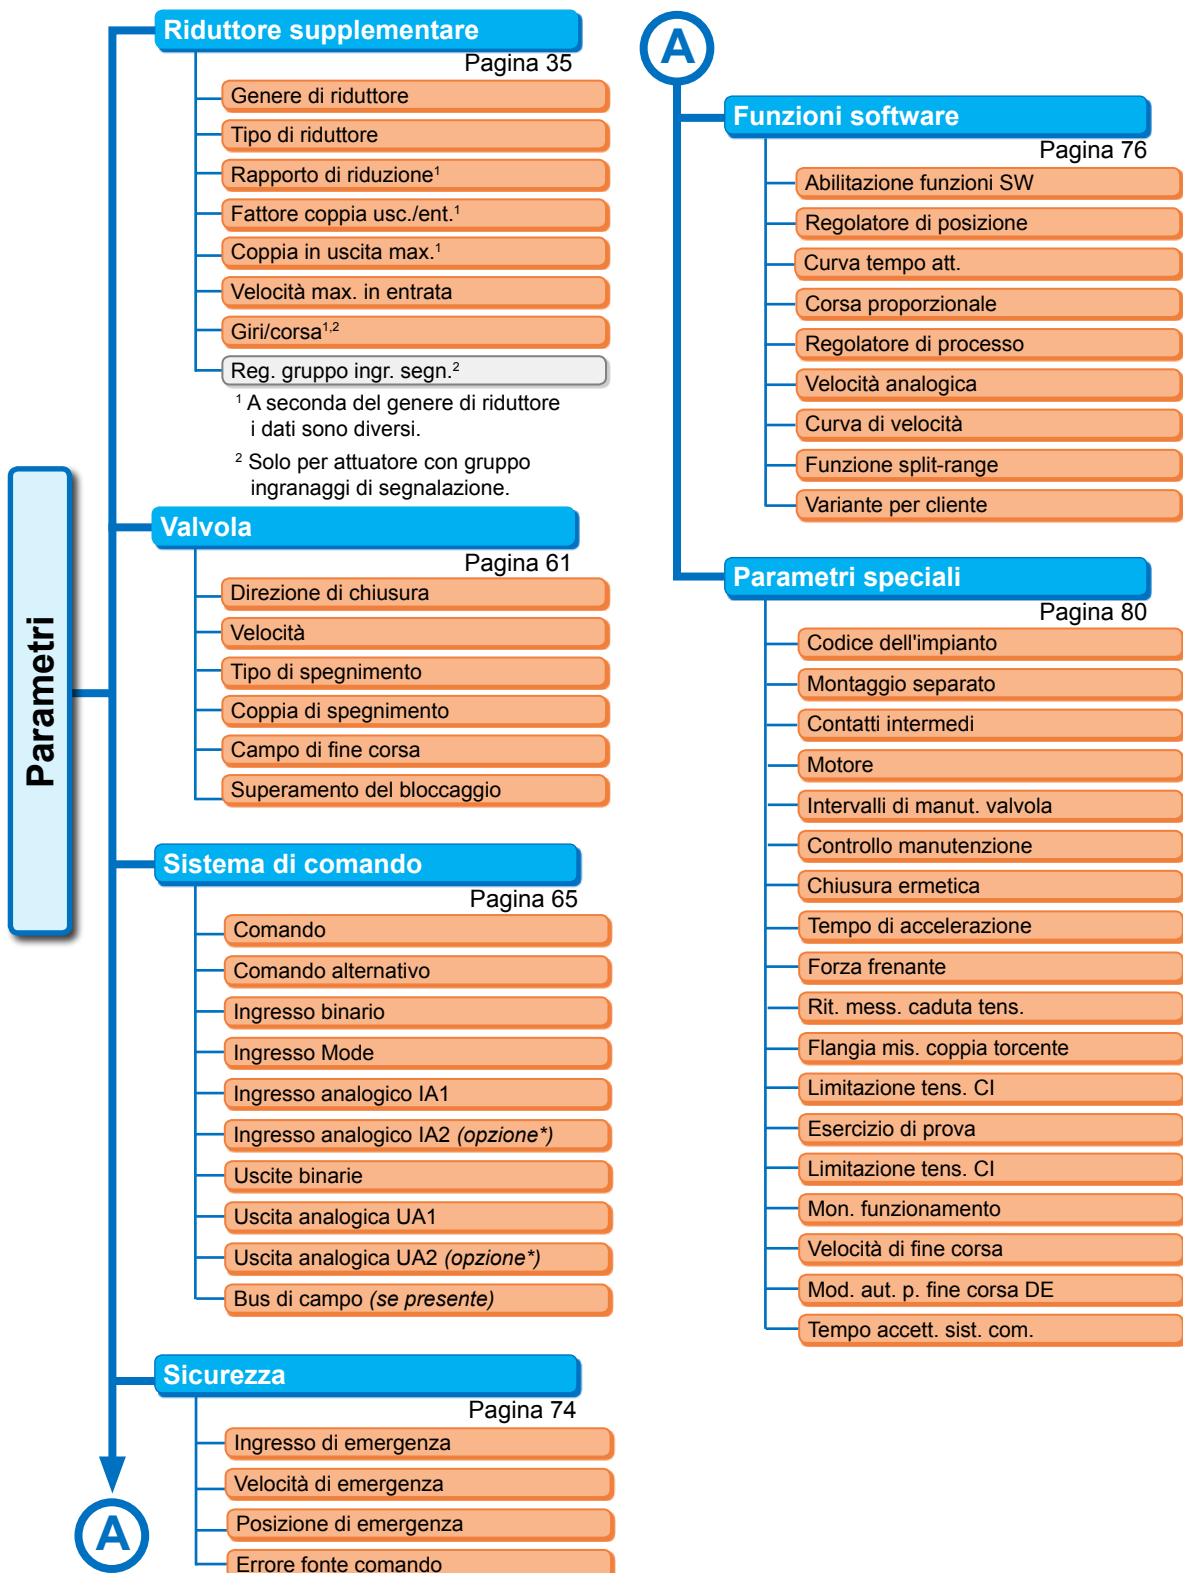 Parametri
Riduttore supplementare
Pagina 35
Genere di riduttore
Tipo di riduttore
Rapporto di riduzione¹
Fattore coppia usc./ent.¹
Coppia in uscita max.¹
Velocità max. in entrata
Giri/corsa¹,²
Reg. gruppo ingr. segn.²
¹ A seconda del genere di riduttore
i dati sono diversi.
² Solo per attuatore con gruppo
ingranaggi di segnalazione.
Valvola
Pagina 61
Direzione di chiusura
Velocità
Tipo di spegnimento
Coppia di spegnimento
Campo di fine corsa
Superamento del bloccaggio
Sistema di comando
Pagina 65
Comando
Comando alternativo
Ingresso binario
Ingresso Mode
Ingresso analogico IA1
Ingresso analogico IA2 (opzione*)
Uscite binarie
Uscita analogica UA1
Uscita analogica UA2 (opzione*)
Bus di campo (se presente)
Sicurezza
Pagina 74
Ingresso di emergenza
Velocità di emergenza
Posizione di emergenza
Errore fonte comando
A
A
Funzioni software
Pagina 76
Abilitazione funzioni SW
Regolatore di posizione
Curva tempo att.
Corsa proporzionale
Regolatore di processo
Velocità analogica
Curva di velocità
Funzione split-range
Variante per cliente
Parametri speciali
Pagina 80
Codice dell'impianto
Montaggio separato
Contatti intermedi
Motore
Intervalli di manut. valvola
Controllo manutenzione
Chiusura ermetica
Tempo di accelerazione
Forza frenante
Rit. mess. caduta tens.
Flangia mis. coppia torcente
Limitazione tens. CI
Esercizio di prova
Limitazione tens. CI
Mon. funzionamento
Velocità di fine corsa
Mod. aut. p. fine corsa DE
Tempo accett. sist. com.